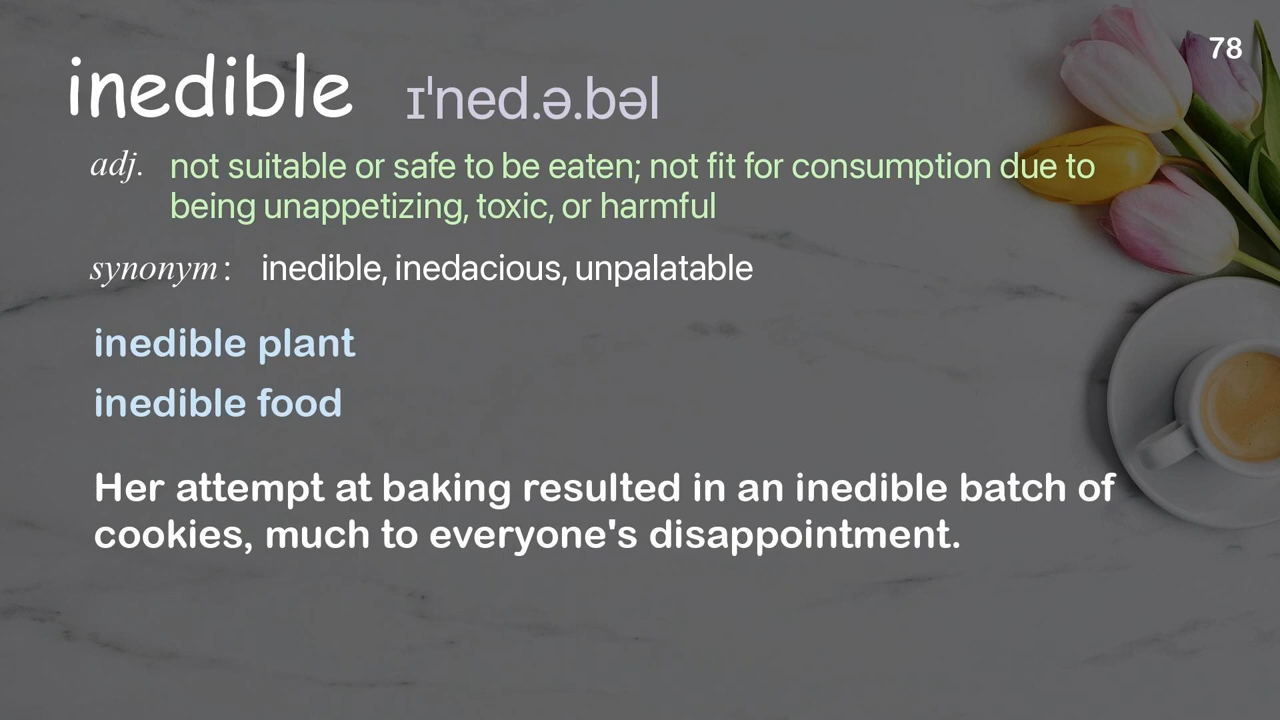 78
inedible ɪˈned.ə.bəl
adj. not suitable or safe to be eaten; not fit for consumption due to
being unappetizing, toxic, or harmful
synonym: inedible, inedacious, unpalatable
inedible plant
inedible food
Her attempt at baking resulted in an inedible batch of
cookies, much to everyone's disappointment.